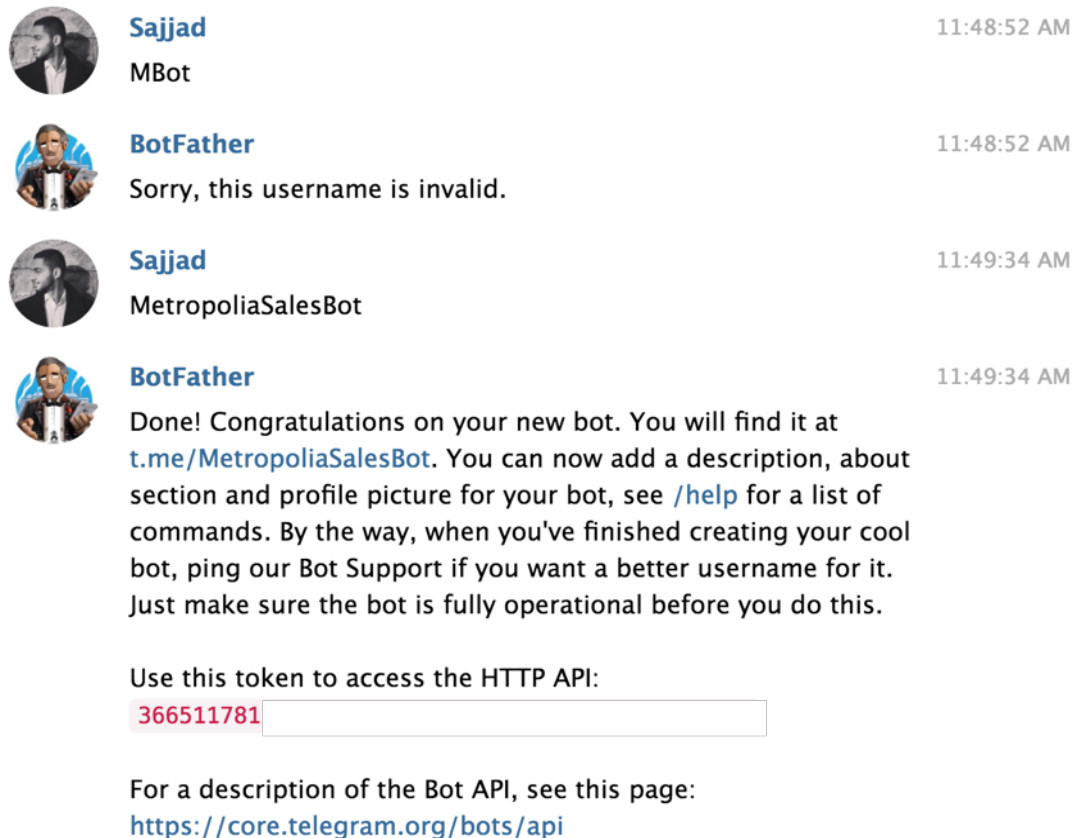 Sajjad 11:48:52 AM
MBot
BotFather 11:48:52 AM
Sorry, this username is invalid.
Sajjad 11:49:34 AM
MetropoliaSalesBot
BotFather 11:49:34 AM
Done! Congratulations on your new bot. You will find it at
t.me/MetropoliaSalesBot. You can now add a description, about
section and profile picture for your bot, see /help for a list of
commands. By the way, when you've finished creating your cool
bot, ping our Bot Support if you want a better username for it.
Just make sure the bot is fully operational before you do this.
Use this token to access the HTTP API:
366511781
For a description of the Bot API, see this page:
https://core.telegram.org/bots/api